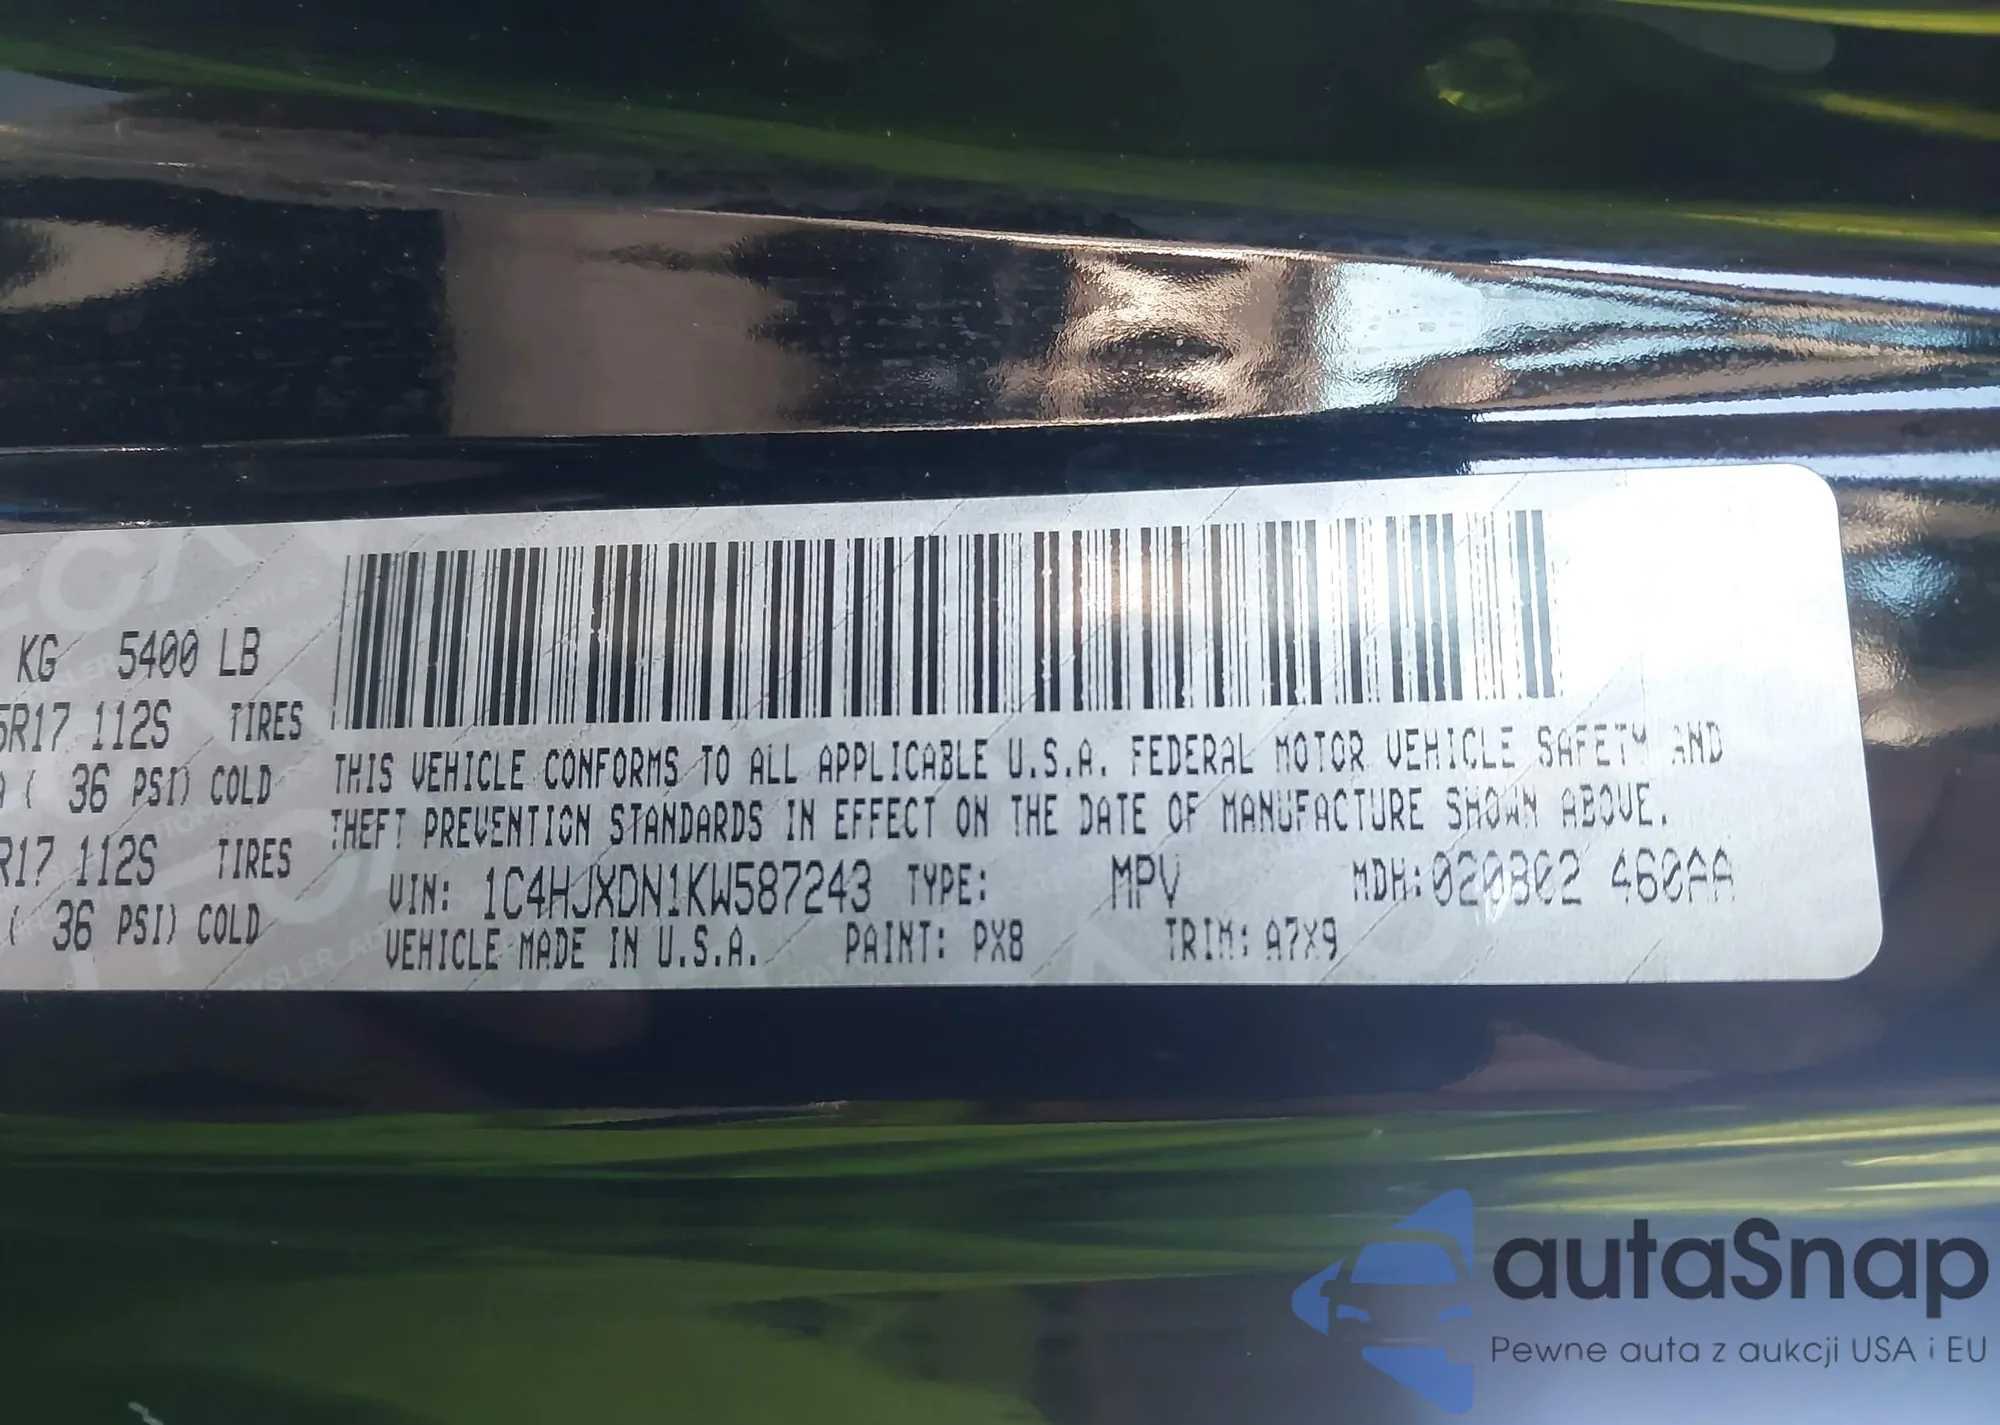 KG 5400 LB
5R17 112S TIRES
A ( 36 PSI) COLD
R17 112S TIRES
( 36 PSI) COLD
THIS VEHICLE CONFORMS TO ALL APPLICABLE U.S.A. FEDERAL MOTOR VEHICLE SAFETY AND
THEFT PREVENTION STANDARDS IN EFFECT ON THE DATE OF MANUFACTURE SHOWN ABOVE.
VIN: 1C4HJXDN1KW587243 TYPE: MPV MDH:020802 460AA
VEHICLE MADE IN U.S.A. PAINT: PX8 TRIM: A7X9
autaSnap
Pewne auta z aukcji USA i EU